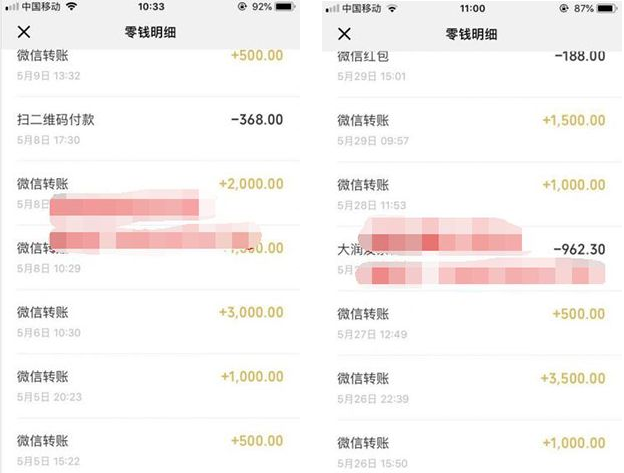 中国移动 10:33 92%
零钱明细
微信转账 +500.00
5月9日 13:32
扫二维码付款 −368.00
5月8日 17:30
微信转账 +2,000.00
5月8日
微信转账
5月8日 10:29
微信转账 +3,000.00
5月6日 10:30
微信转账 +1,000.00
5月5日 20:23
微信转账 +500.00
5月5日 15:22
中国移动 11:00 87%
零钱明细
微信红包 −188.00
5月29日 15:01
微信转账 +1,500.00
5月29日 09:57
微信转账 +1,000.00
5月28日 11:53
大润发 −962.30
微信转账 +500.00
5月27日 12:49
微信转账 +3,500.00
5月26日 22:39
微信转账 +1,000.00
5月26日 15:50